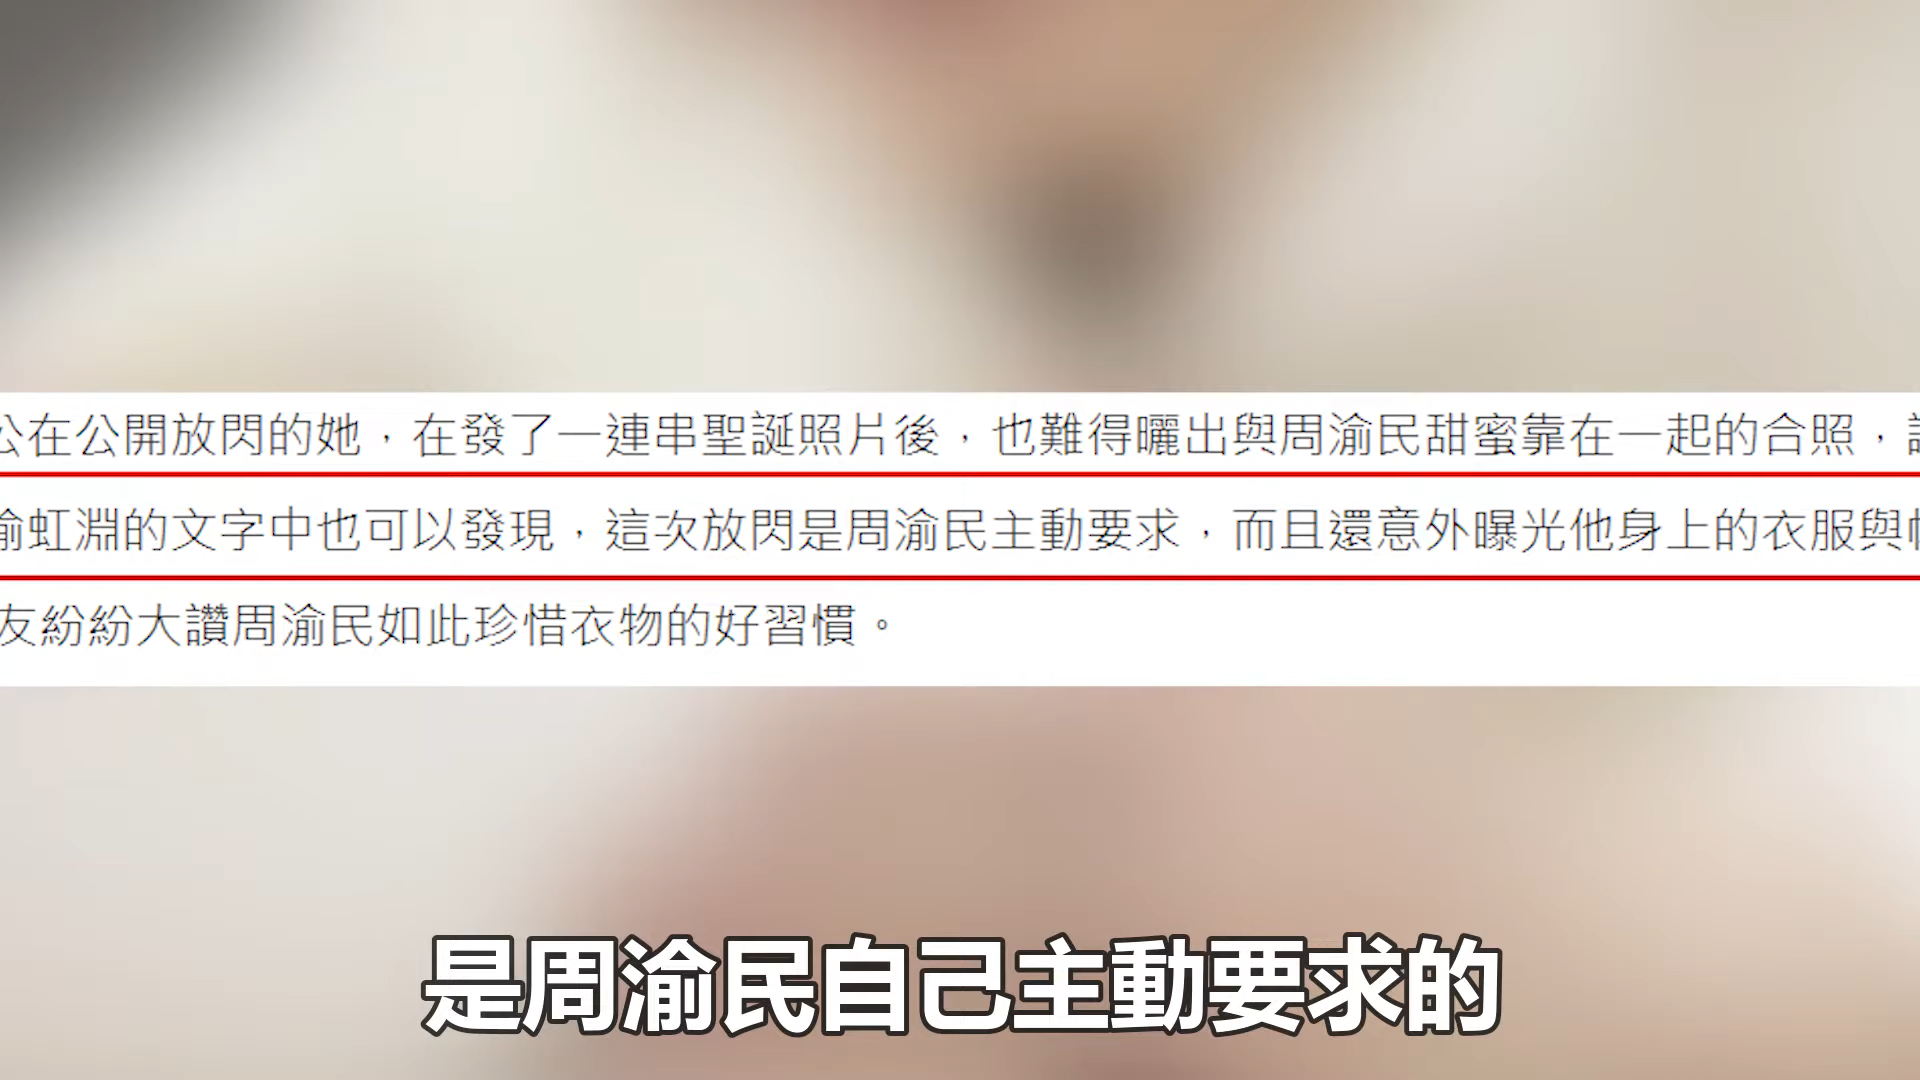 公在公開放閃的她，在發了一連串聖誕照片後，也難得曬出與周渝民甜蜜靠在一起的合照，
喻虹淵的文字中也可以發現，這次放閃是周渝民主動要求，而且還意外曝光他身上的衣服與
友紛紛大讚周渝民如此珍惜衣物的好習慣。
是周渝民自己主動要求的